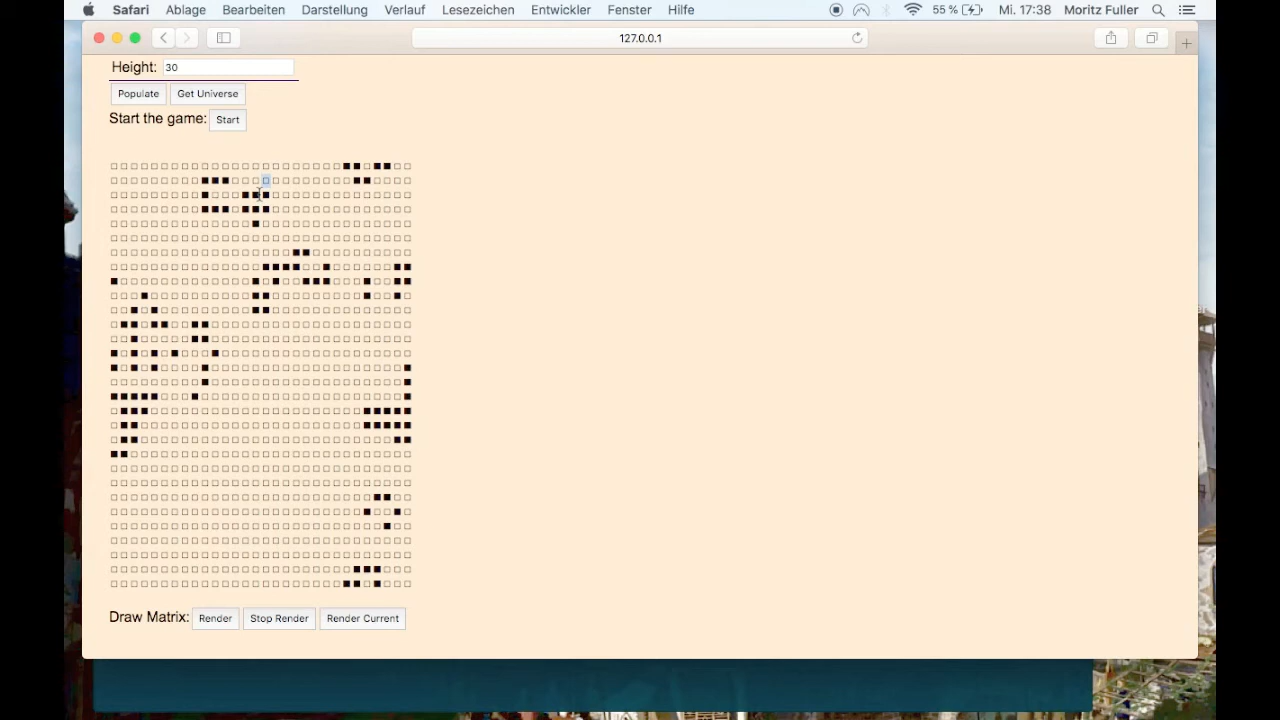 Safari Ablage Bearbeiten Darstellung Verlauf Lesezeichen Entwickler Fenster Hilfe 55 % Mi. 17:38 Moritz Fuller
127.0.0.1
Height: 30
Populate Get Universe
Start the game: Start
Draw Matrix: Render Stop Render Render Current